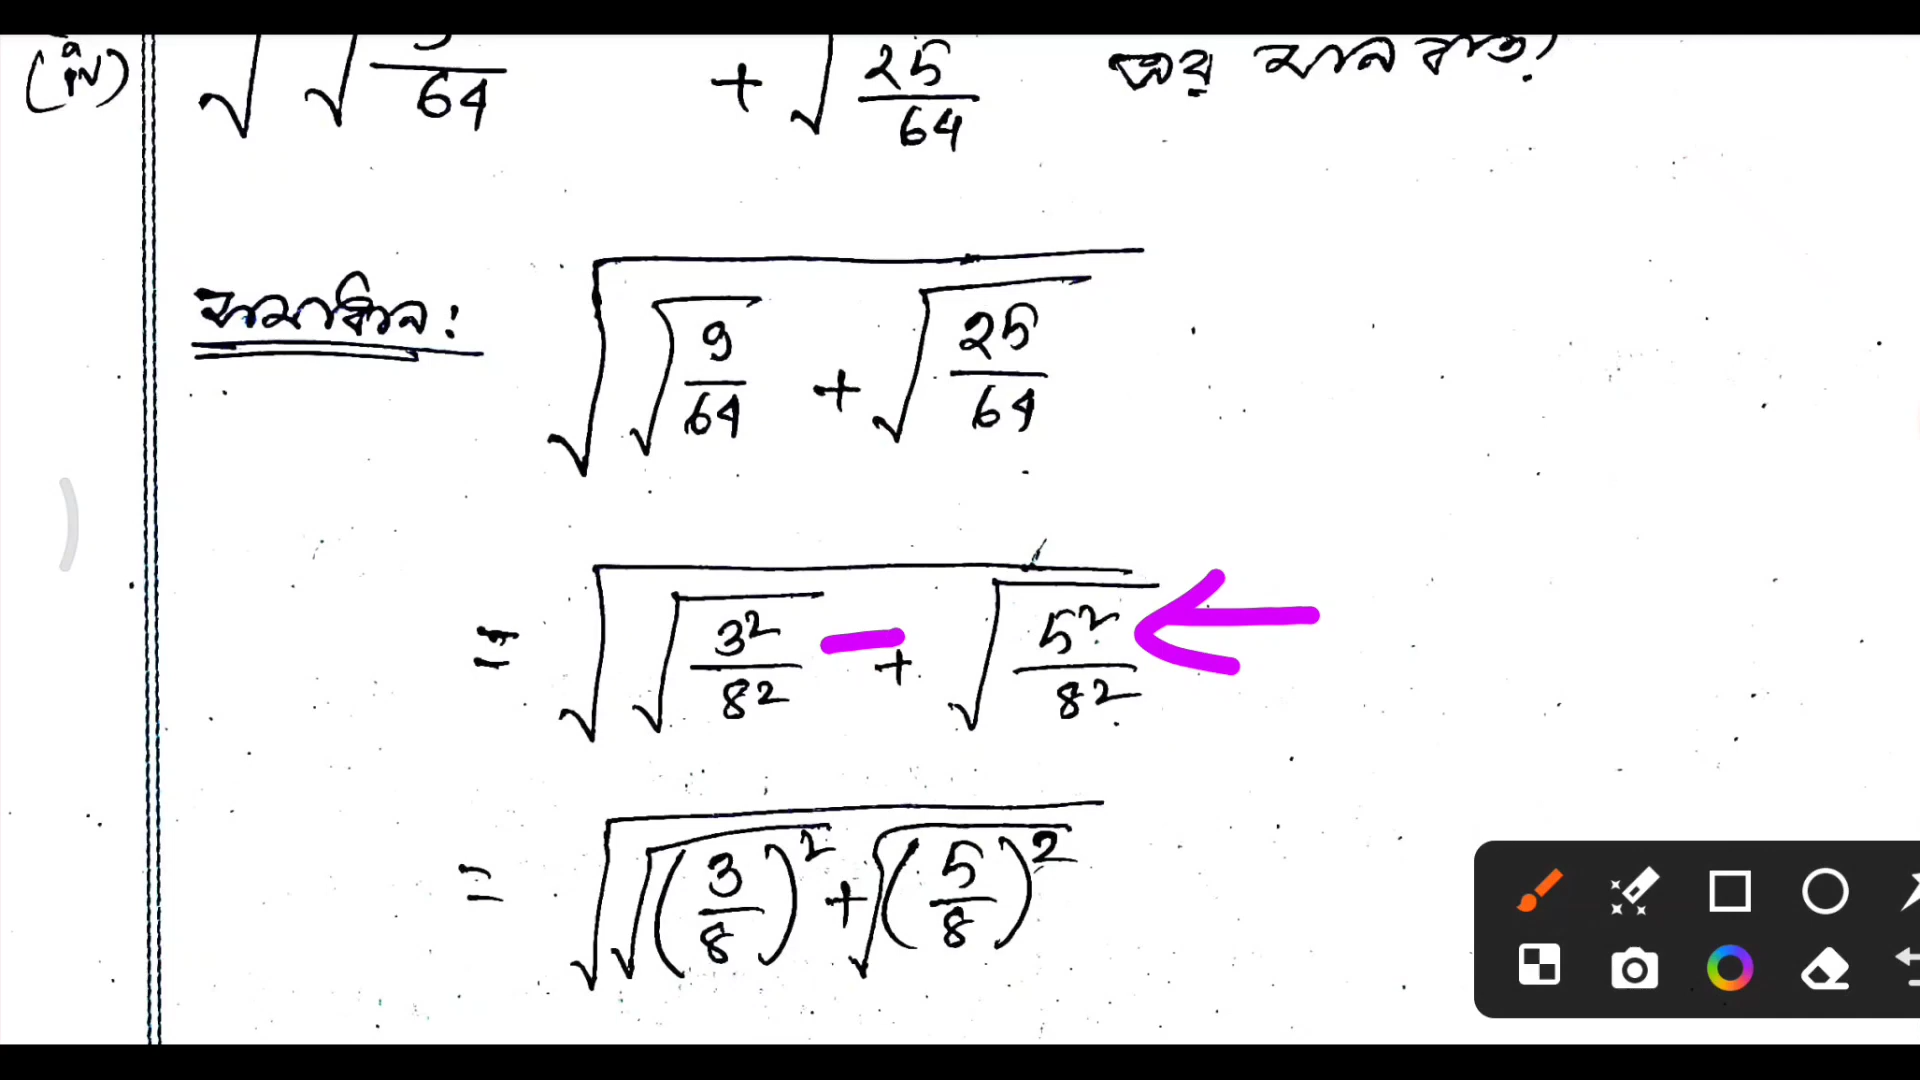 (iv) √√9/64 + √25/64 এর মান কত?
সমাধান: √(√(9/64) + √(25/64))
= √(√(3²/8²) + √(5²/8²))
= √(√(3/8)² + √(5/8)²)